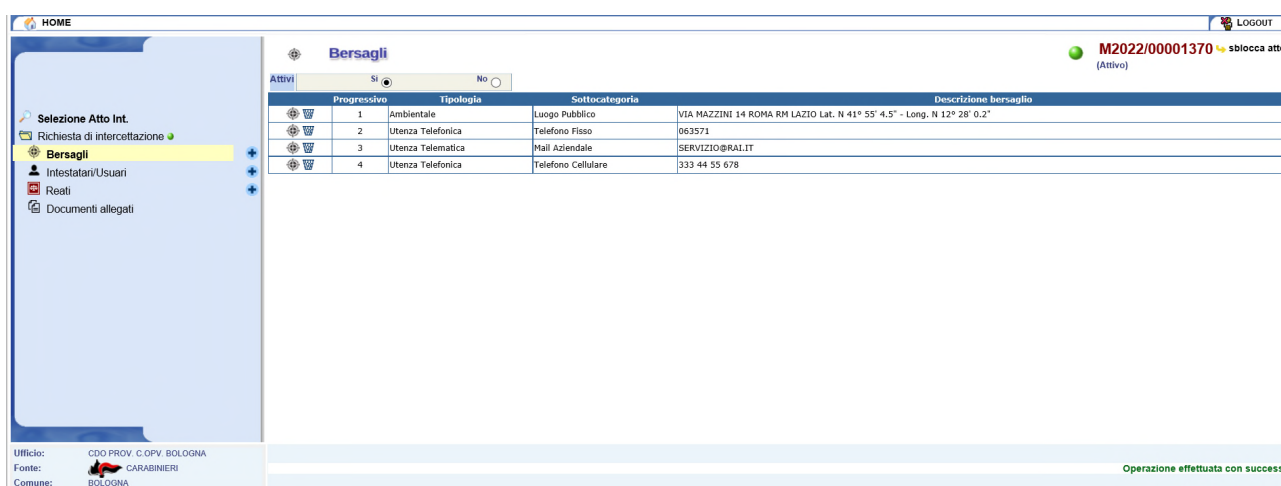 HOME
LOGOUT
Bersagli
M2022/00001370 sblocca att
(Attivo)
Attivi Si No
Progressivo Tipologia Sottocategoria Descrizione bersaglio
1 Ambientale Luogo Pubblico VIA MAZZINI 14 ROMA RM LAZIO Lat. N 41° 55' 4.5" - Long. N 12° 28' 0.2"
2 Utenza Telefonica Telefono Fisso 063571
3 Utenza Telematica Mail Aziendale SERVIZIO@RAI.IT
4 Utenza Telefonica Telefono Cellulare 333 44 55 678
Selezione Atto Int.
Richiesta di intercettazione
Bersagli
Intestatari/Usuari
Reati
Documenti allegati
Ufficio: CDO PROV. C.OPV. BOLOGNA
Fonte: CARABINIERI
Comune: BOLOGNA
Operazione effettuata con success